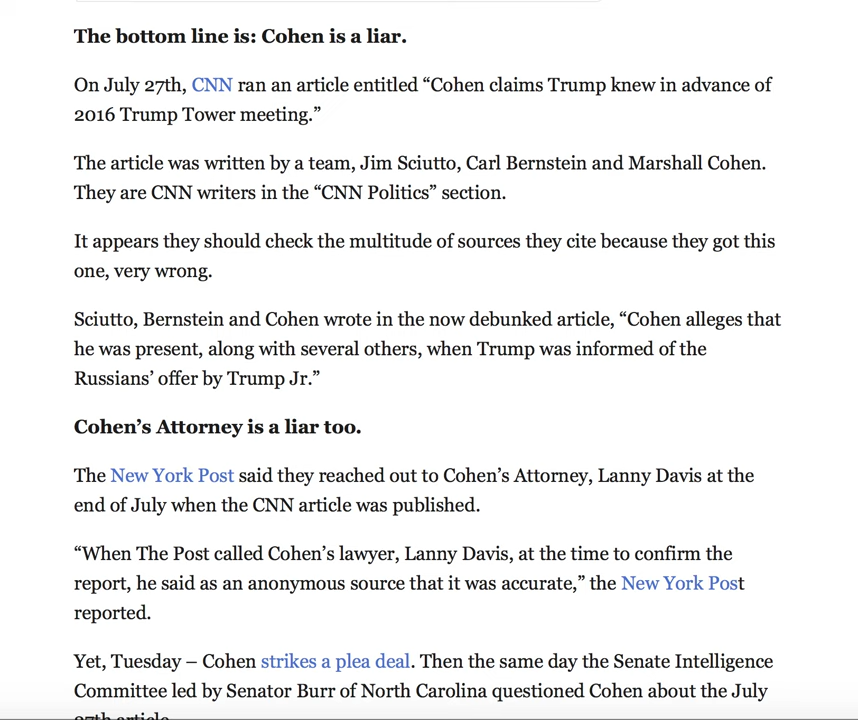 The bottom line is: Cohen is a liar.
On July 27th, CNN ran an article entitled “Cohen claims Trump knew in advance of
2016 Trump Tower meeting.”
The article was written by a team, Jim Sciutto, Carl Bernstein and Marshall Cohen.
They are CNN writers in the “CNN Politics” section.
It appears they should check the multitude of sources they cite because they got this
one, very wrong.
Sciutto, Bernstein and Cohen wrote in the now debunked article, “Cohen alleges that
he was present, along with several others, when Trump was informed of the
Russians’ offer by Trump Jr.”
Cohen’s Attorney is a liar too.
The New York Post said they reached out to Cohen’s Attorney, Lanny Davis at the
end of July when the CNN article was published.
“When The Post called Cohen’s lawyer, Lanny Davis, at the time to confirm the
report, he said as an anonymous source that it was accurate,” the New York Post
reported.
Yet, Tuesday – Cohen strikes a plea deal. Then the same day the Senate Intelligence
Committee led by Senator Burr of North Carolina questioned Cohen about the July
27th article